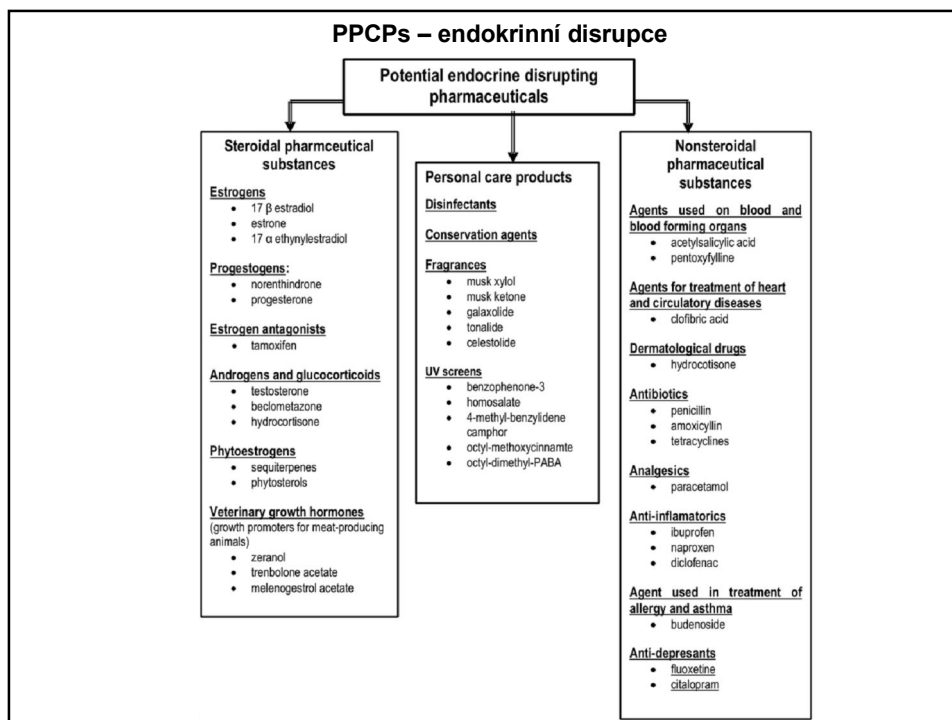 PPCPs – endokrinní disrupce
Potential endocrine disrupting
pharmaceuticals
Steroidal pharmceutical
substances
Estrogens
• 17 β estradiol
• estrone
• 17 α ethynylestradiol
Progestogens:
• norenthindrone
• progesterone
Estrogen antagonists
• tamoxifen
Androgens and glucocorticoids
• testosterone
• beclometazone
• hydrocortisone
Phytoestrogens
• sequiterpenes
• phytosterols
Veterinary growth hormones
(growth promoters for meat-producing
animals)
• zeranol
• trenbolone acetate
• melenogestrol acetate
Personal care products
Disinfectants
Conservation agents
Fragrances
• musk xylol
• musk ketone
• galaxolide
• tonalide
• celestolide
UV screens
• benzophenone-3
• homosalate
• 4-methyl-benzylidene
camphor
• octyl-methoxycinnamte
• octyl-dimethyl-PABA
Nonsteroidal
pharmaceutical
substances
Agents used on blood and
blood forming organs
• acetylsalicylic acid
• pentoxyfylline
Agents for treatment of heart
and circulatory diseases
• clofibric acid
Dermatological drugs
• hydrocotisone
Antibiotics
• penicillin
• amoxicyllin
• tetracyclines
Analgesics
• paracetamol
Anti-inflamatorics
• ibuprofen
• naproxen
• diclofenac
Agent used in treatment of
allergy and asthma
• budenoside
Anti-depresants
• fluoxetine
• citalopram